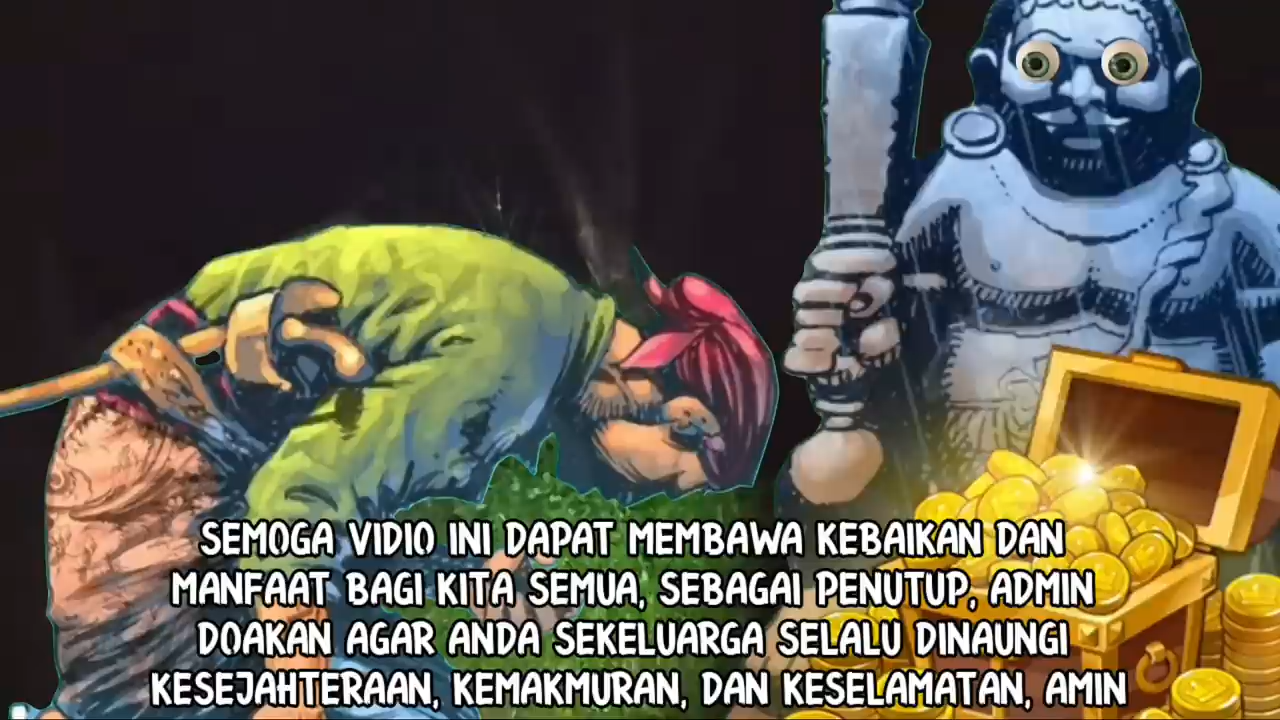 SEMOGA VIDIO INI DAPAT MEMBAWA KEBAIKAN DAN
MANFAAT BAGI KITA SEMUA, SEBAGAI PENUTUP, ADMIN
DOAKAN AGAR ANDA SEKELUARGA SELALU DINAUNGI
KESEJAHTERAAN, KEMAKMURAN, DAN KESELAMATAN, AMIN